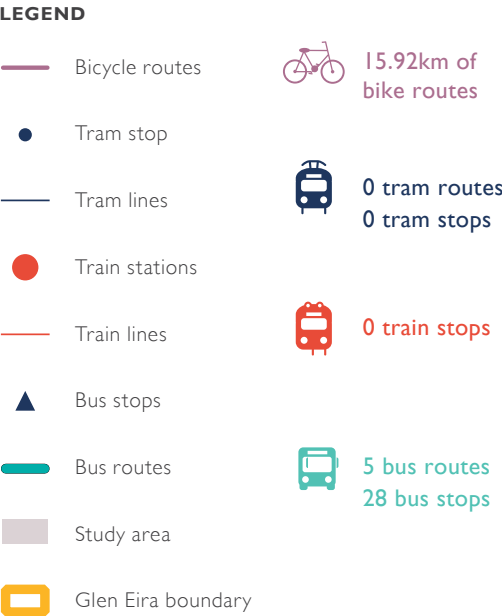 LEGEND
Bicycle routes
Tram stop
Tram lines
Train stations
Train lines
Bus stops
Bus routes
Study area
Glen Eira boundary
15.92km of
bike routes
0 tram routes
0 tram stops
0 train stops
5 bus routes
28 bus stops